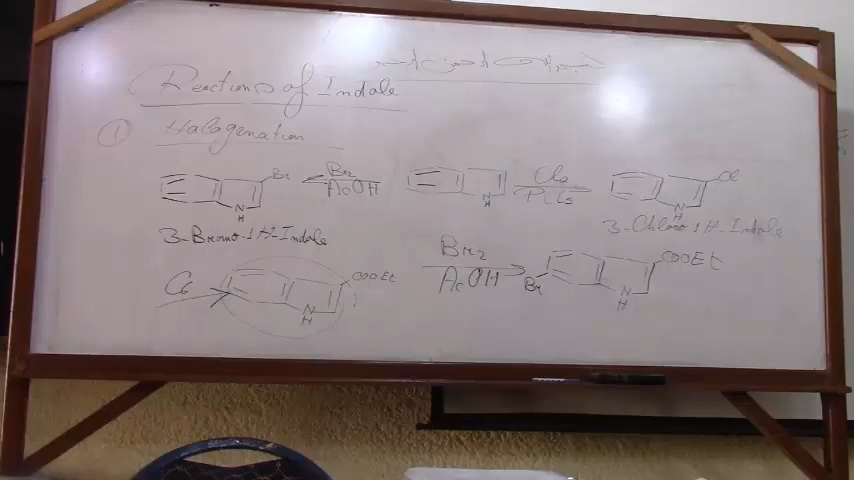 بسم الله الرحمن الرحيم
Reactions of Indole
① Halogenation
Br Br₂ AcOH N H Cl₂ Cl N H
N H
3-Bromo-1H-Indole 3-Chloro-1H-Indole
C6 COOEt N H Br₂ AcOH Br COOEt N H